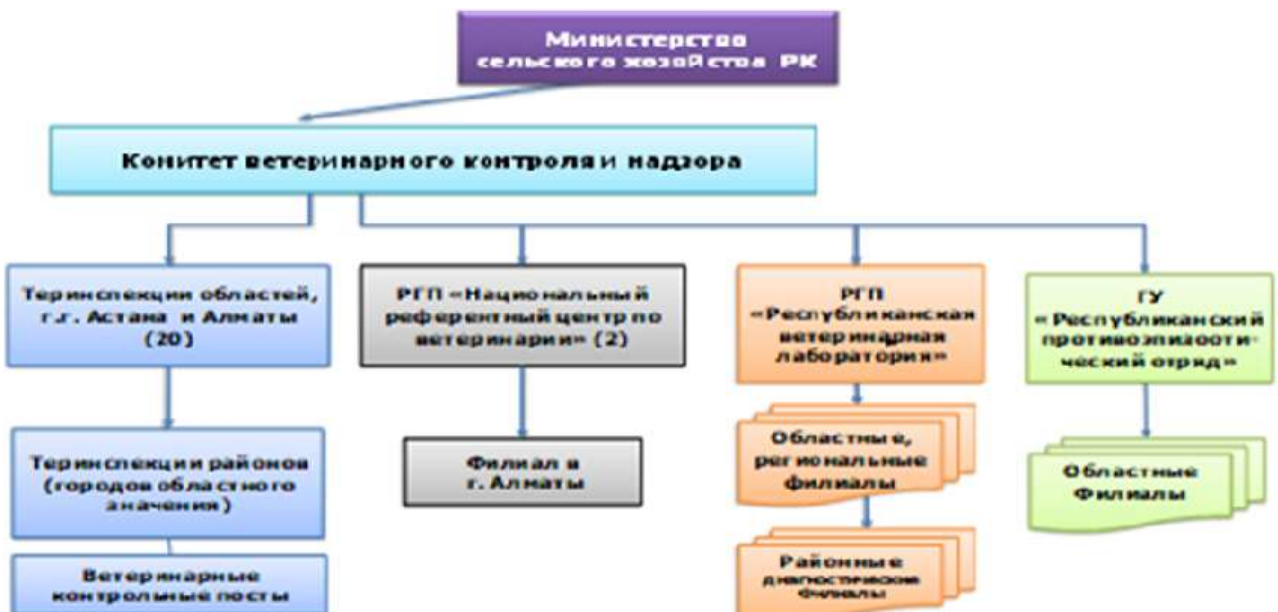 Министерство
сельского хозяйства РК
Комитет ветеринарного контроля и надзора
Теринспекции областей,
г.г. Астана и Алматы
(20)
РГП «Национальный
референтный центр по
ветеринарии» (2)
РГП
«Республиканская
ветеринарная
лаборатория»
ГУ
«Республиканский
противоэпизооти-
ческий отряд»
Теринспекции районов
(городов областного
значения)
Филиал в
г. Алматы
Областные,
региональные
филиалы
Областные
Филиалы
Ветеринарные
контрольные посты
Районные
диагностические
Филиалы